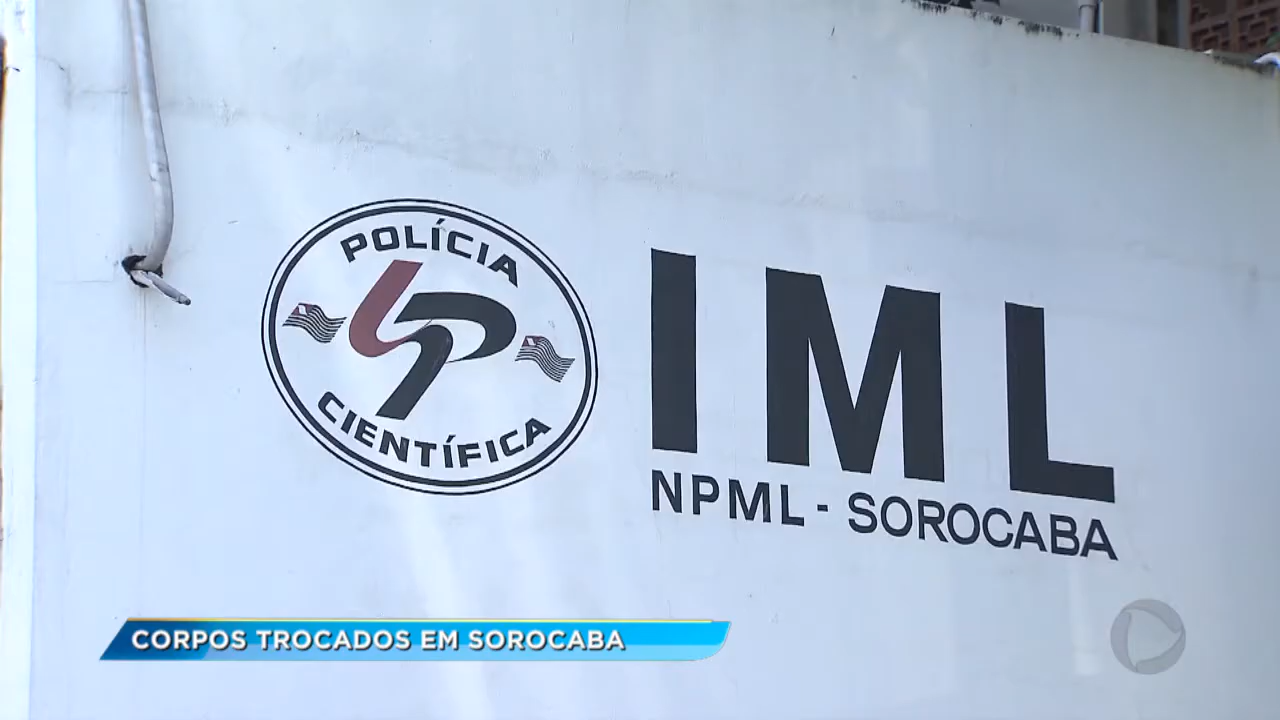 POLÍCIA
CIENTÍFICA
IML
NPML - SOROCABA
CORPOS TROCADOS EM SOROCABA